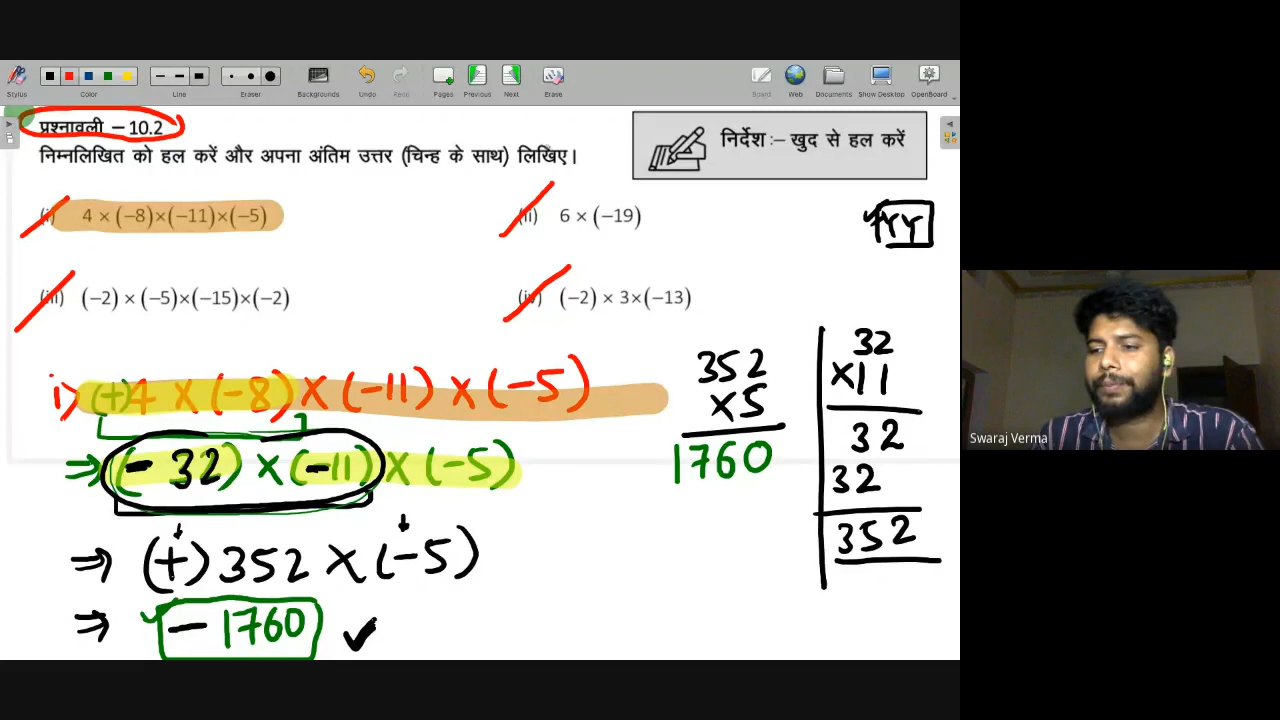 Stylus Color Line Eraser Backgrounds Undo Redo Pages Previous Next Erase Board Web Documents Show Desktop OpenBoard
प्रश्नावली – 10.2
निम्नलिखित को हल करें और अपना अंतिम उत्तर (चिन्ह के साथ) लिखिए।
निर्देश :– खुद से हल करें
(i) 4 × (−8)×(−11)×(−5)
(ii) 6 × (−19)
TRY
(iii) (−2) × (−5)×(−15)×(−2)
(iv) (−2) × 3×(−13)
i) (+)4 × (−8) × (−11) × (−5)
⇒ (− 32) × (−11) × (−5)
⇒ (+) 352 × (−5)
⇒ − 1760 ✓
352
×5
1760
32
×11
32
32
352
Swaraj Verma